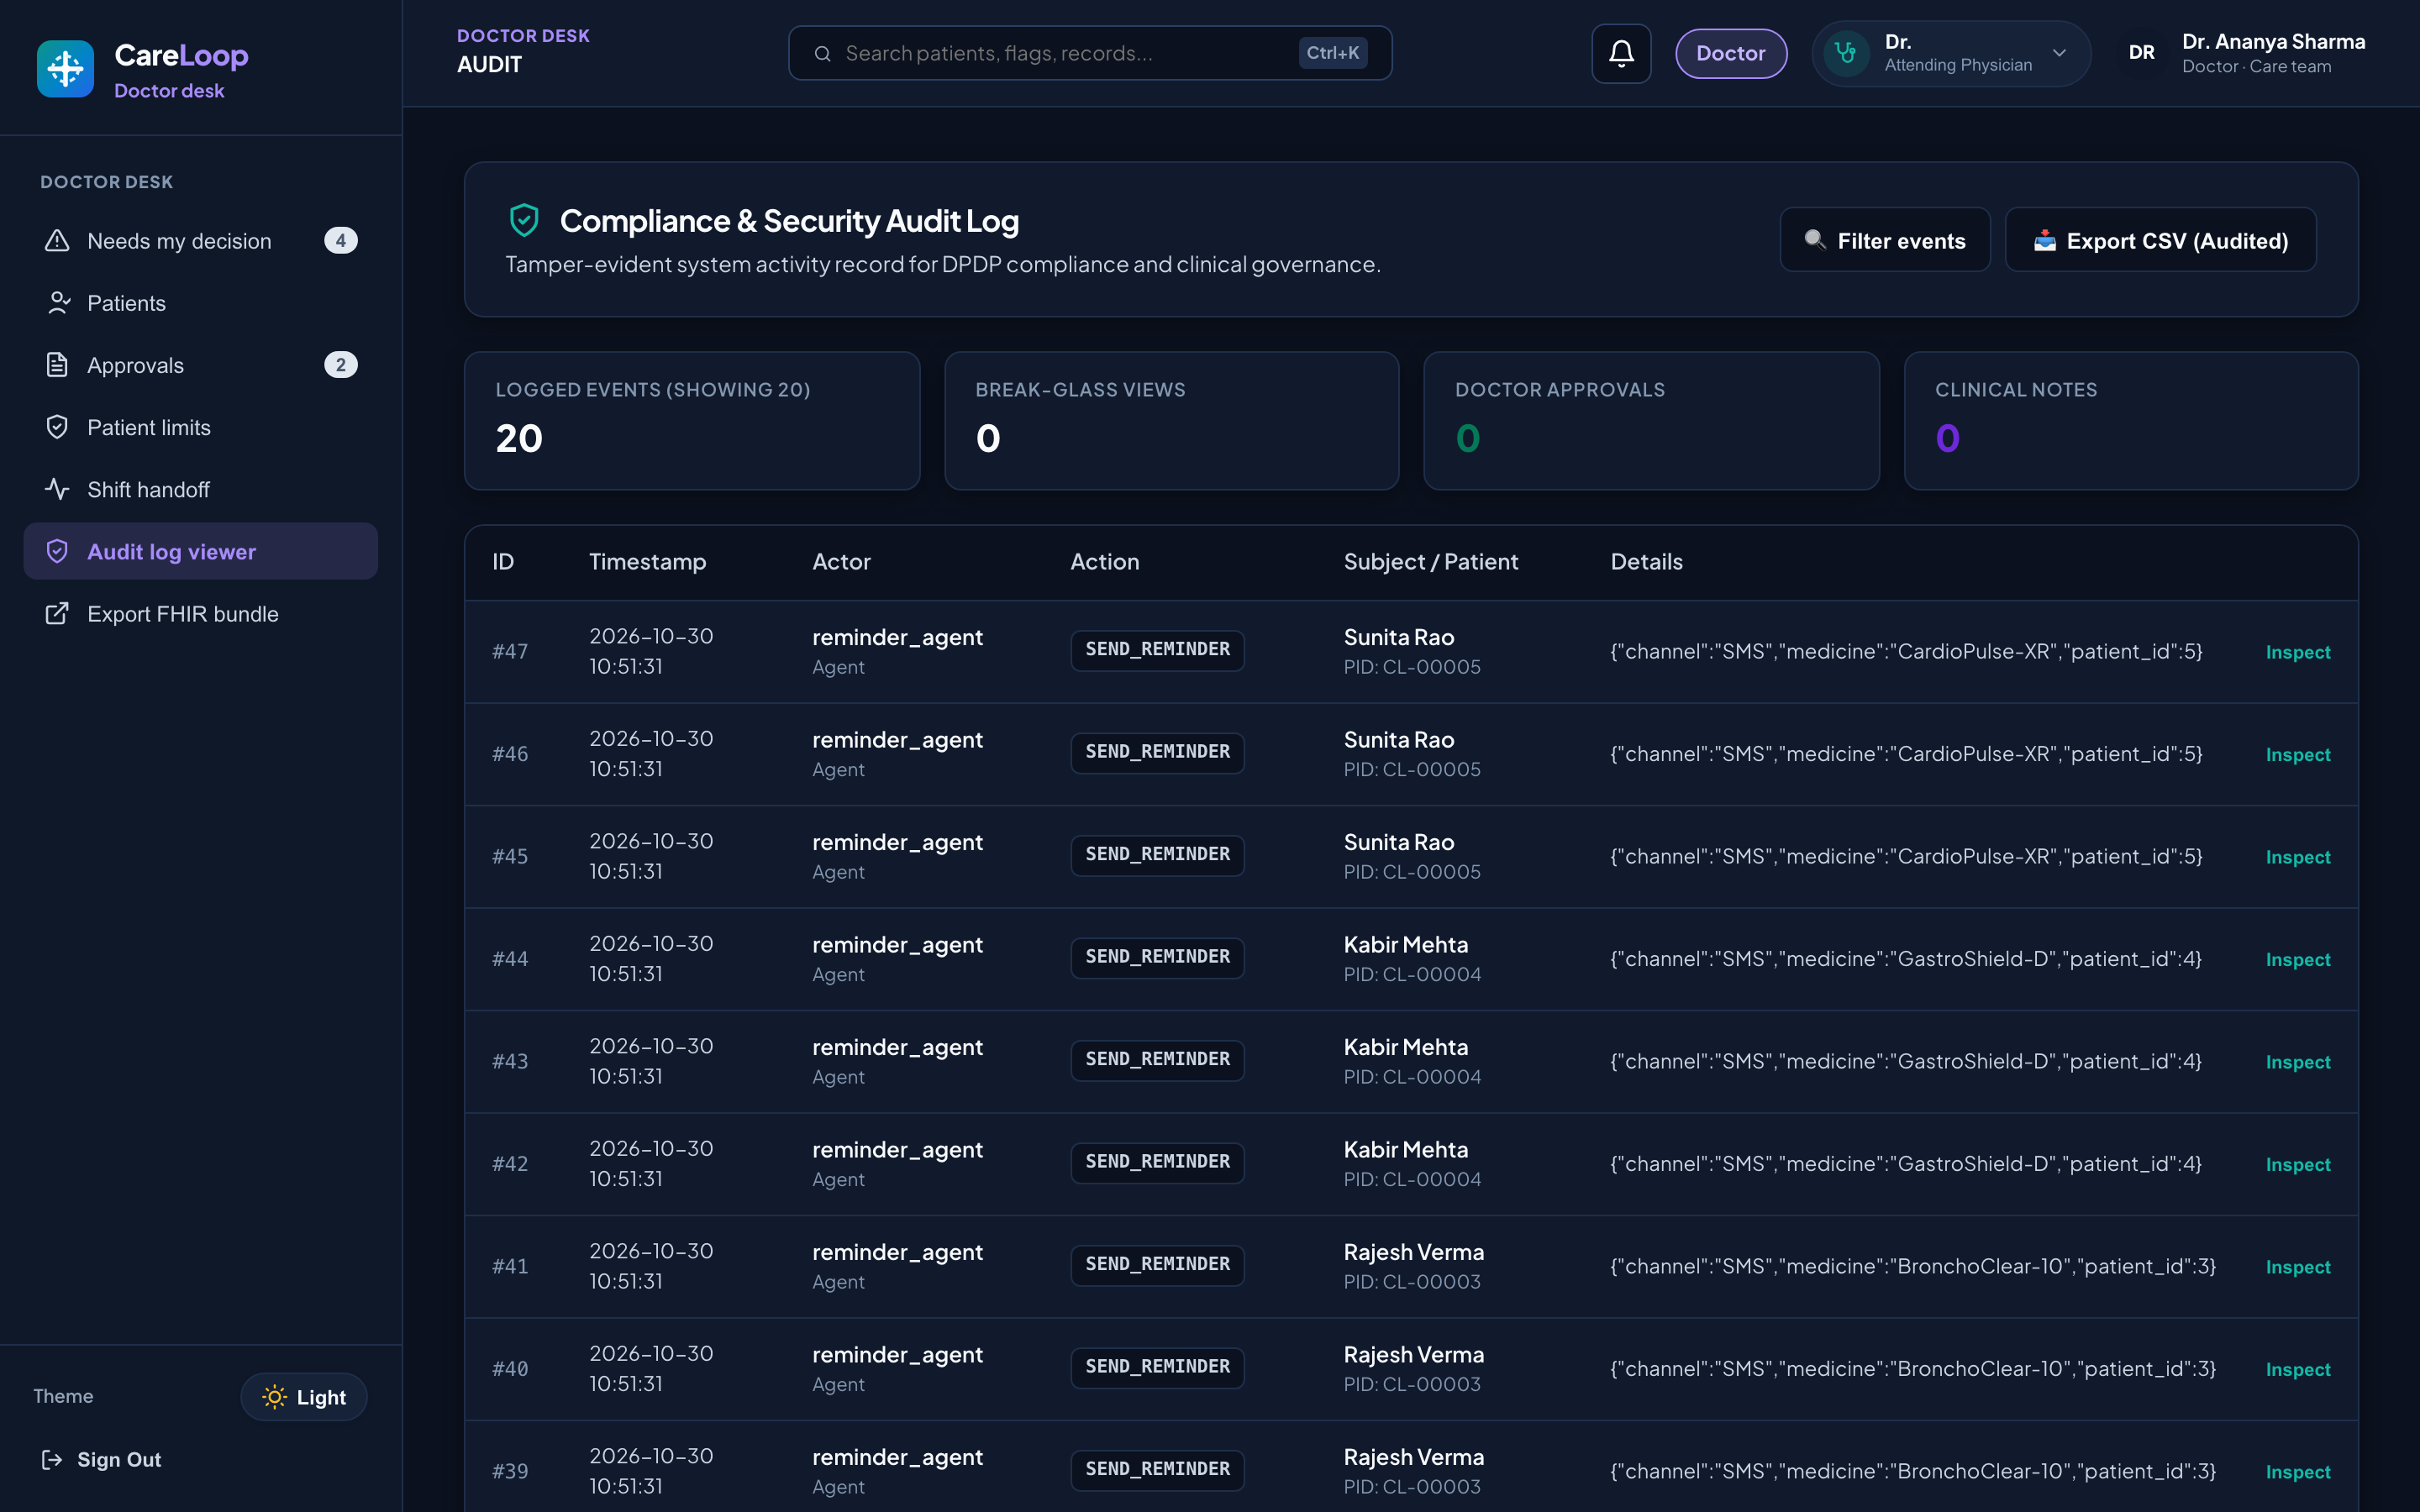 CareLoop
Doctor desk
DOCTOR DESK
Needs my decision 4
Patients
Approvals 2
Patient limits
Shift handoff
Audit log viewer
Export FHIR bundle
Theme Light
Sign Out
DOCTOR DESK
AUDIT
Search patients, flags, records... Ctrl+K
Doctor
Dr.
Attending Physician
DR
Dr. Ananya Sharma
Doctor · Care team
Compliance & Security Audit Log
Tamper-evident system activity record for DPDP compliance and clinical governance.
Filter events
Export CSV (Audited)
LOGGED EVENTS (SHOWING 20)
20
BREAK-GLASS VIEWS
0
DOCTOR APPROVALS
0
CLINICAL NOTES
0
ID Timestamp Actor Action Subject / Patient Details
#47 2026-10-30 10:51:31 reminder_agent Agent SEND_REMINDER Sunita Rao PID: CL-00005 {"channel":"SMS","medicine":"CardioPulse-XR","patient_id":5} Inspect
#46 2026-10-30 10:51:31 reminder_agent Agent SEND_REMINDER Sunita Rao PID: CL-00005 {"channel":"SMS","medicine":"CardioPulse-XR","patient_id":5} Inspect
#45 2026-10-30 10:51:31 reminder_agent Agent SEND_REMINDER Sunita Rao PID: CL-00005 {"channel":"SMS","medicine":"CardioPulse-XR","patient_id":5} Inspect
#44 2026-10-30 10:51:31 reminder_agent Agent SEND_REMINDER Kabir Mehta PID: CL-00004 {"channel":"SMS","medicine":"GastroShield-D","patient_id":4} Inspect
#43 2026-10-30 10:51:31 reminder_agent Agent SEND_REMINDER Kabir Mehta PID: CL-00004 {"channel":"SMS","medicine":"GastroShield-D","patient_id":4} Inspect
#42 2026-10-30 10:51:31 reminder_agent Agent SEND_REMINDER Kabir Mehta PID: CL-00004 {"channel":"SMS","medicine":"GastroShield-D","patient_id":4} Inspect
#41 2026-10-30 10:51:31 reminder_agent Agent SEND_REMINDER Rajesh Verma PID: CL-00003 {"channel":"SMS","medicine":"BronchoClear-10","patient_id":3} Inspect
#40 2026-10-30 10:51:31 reminder_agent Agent SEND_REMINDER Rajesh Verma PID: CL-00003 {"channel":"SMS","medicine":"BronchoClear-10","patient_id":3} Inspect
#39 2026-10-30 10:51:31 reminder_agent Agent SEND_REMINDER Rajesh Verma PID: CL-00003 {"channel":"SMS","medicine":"BronchoClear-10","patient_id":3} Inspect